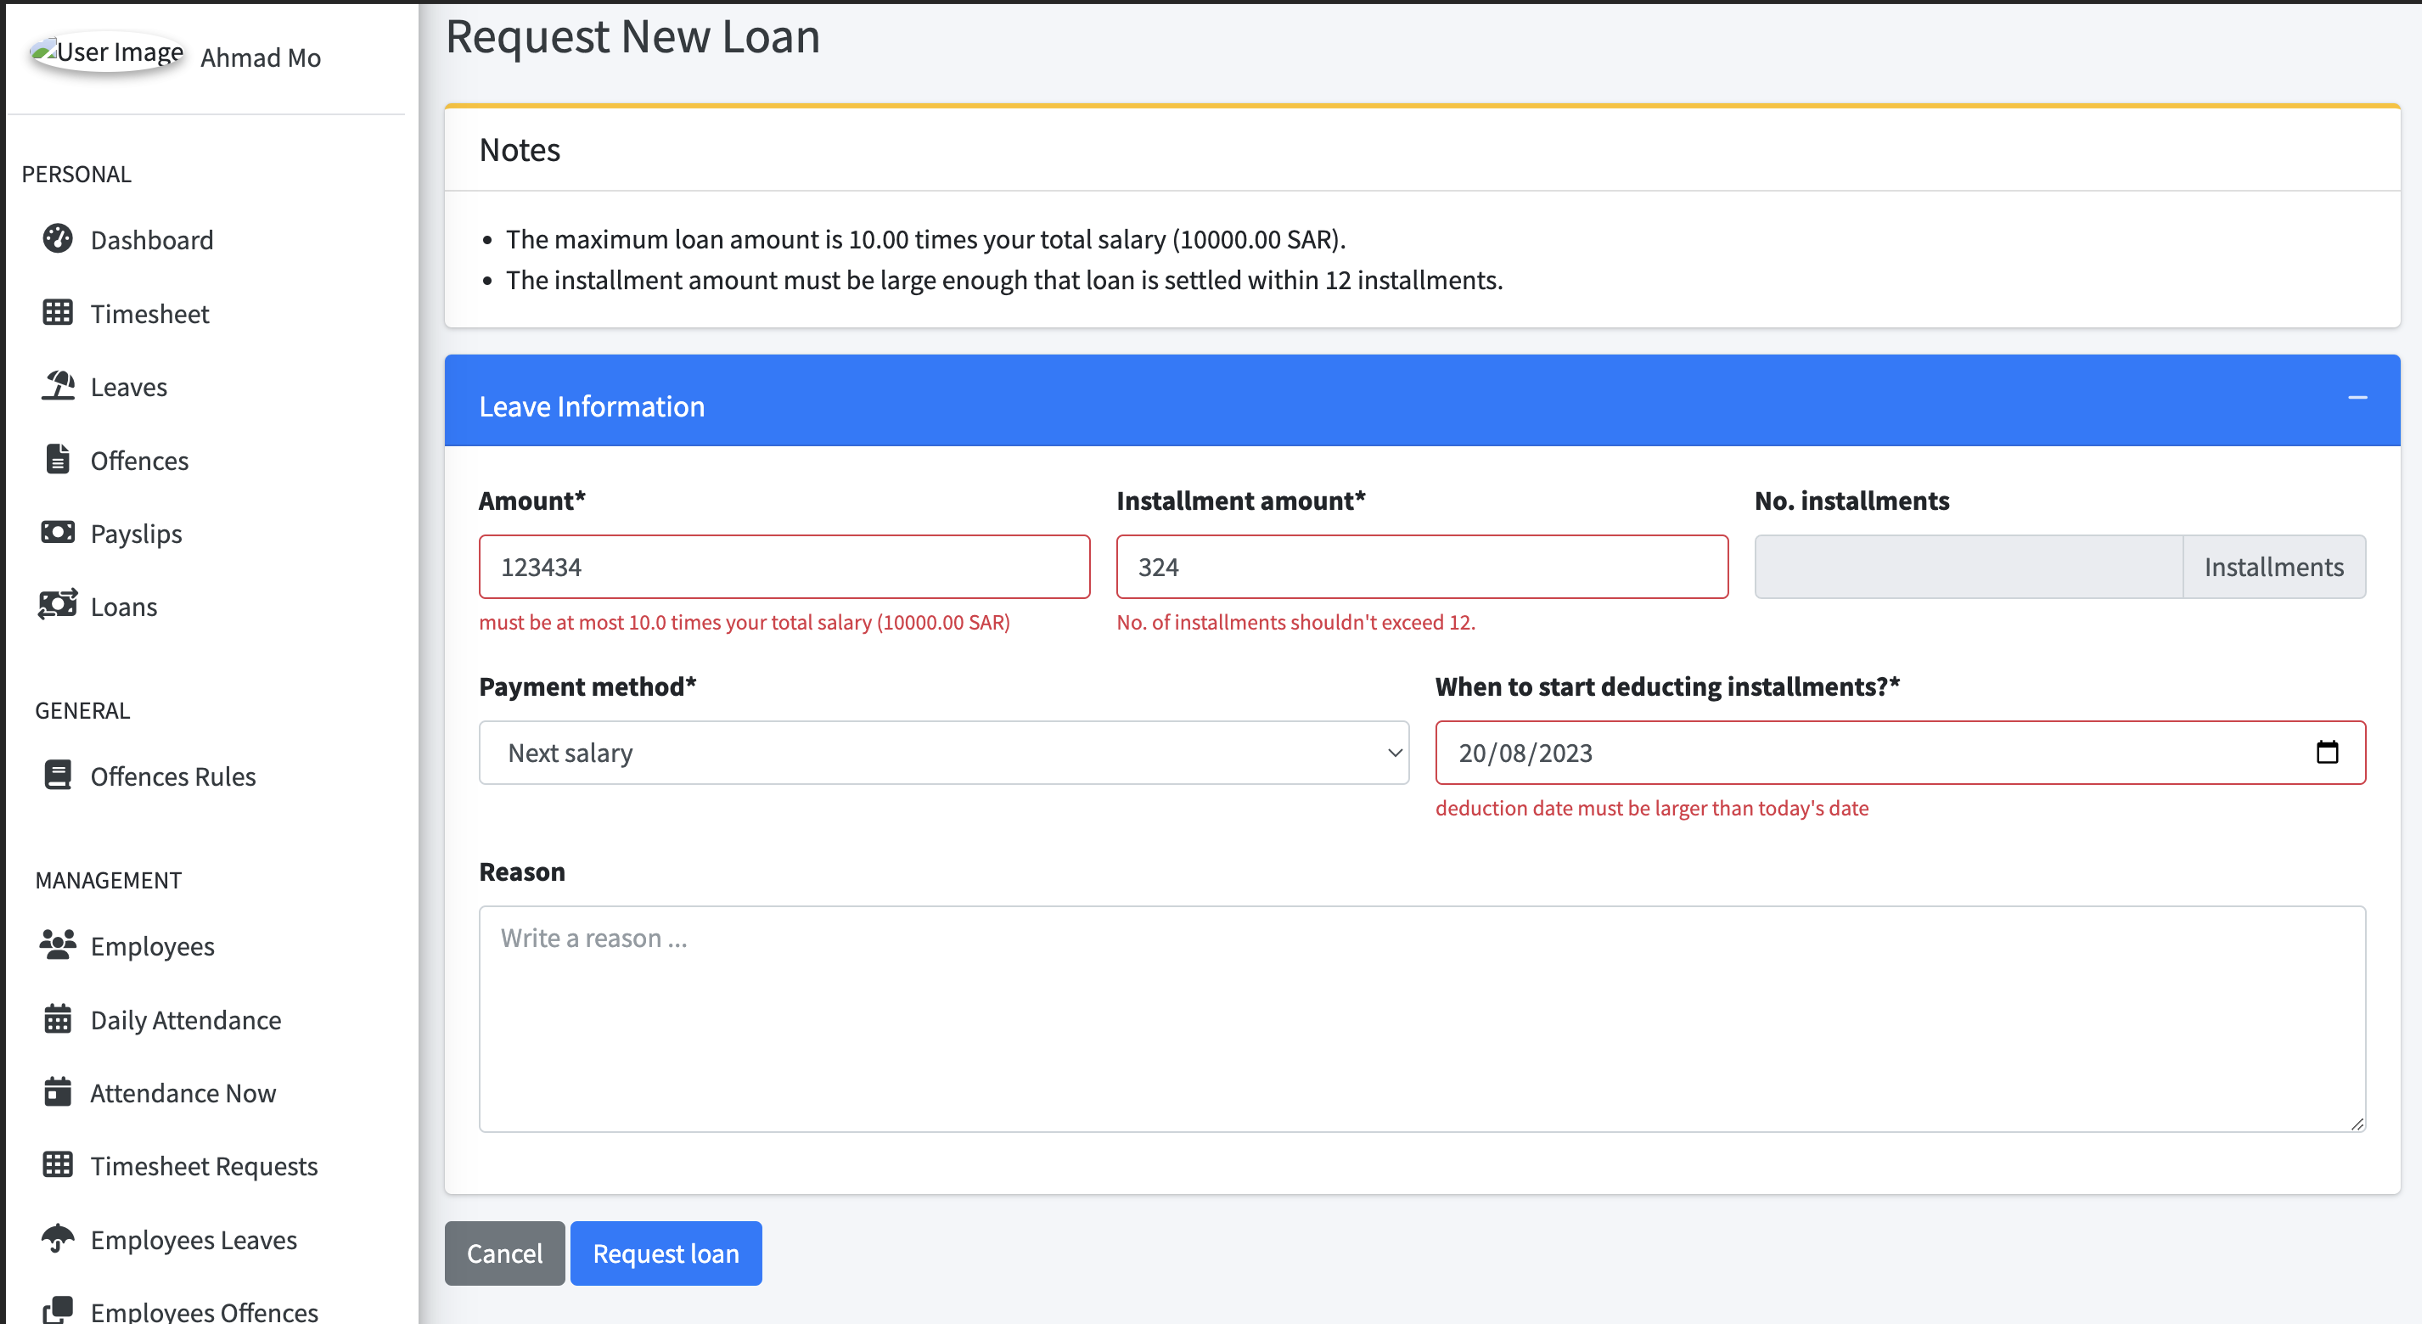 User Image
Ahmad Mo
PERSONAL
Dashboard
Timesheet
Leaves
Offences
Payslips
Loans
GENERAL
Offences Rules
MANAGEMENT
Employees
Daily Attendance
Attendance Now
Timesheet Requests
Employees Leaves
Employees Offences
Request New Loan
Notes
• The maximum loan amount is 10.00 times your total salary (10000.00 SAR).
• The installment amount must be large enough that loan is settled within 12 installments.
Leave Information
Amount*
123434
must be at most 10.0 times your total salary (10000.00 SAR)
Installment amount*
324
No. of installments shouldn't exceed 12.
No. installments
Installments
Payment method*
Next salary
When to start deducting installments?*
20/08/2023
deduction date must be larger than today's date
Reason
Write a reason ...
Cancel
Request loan